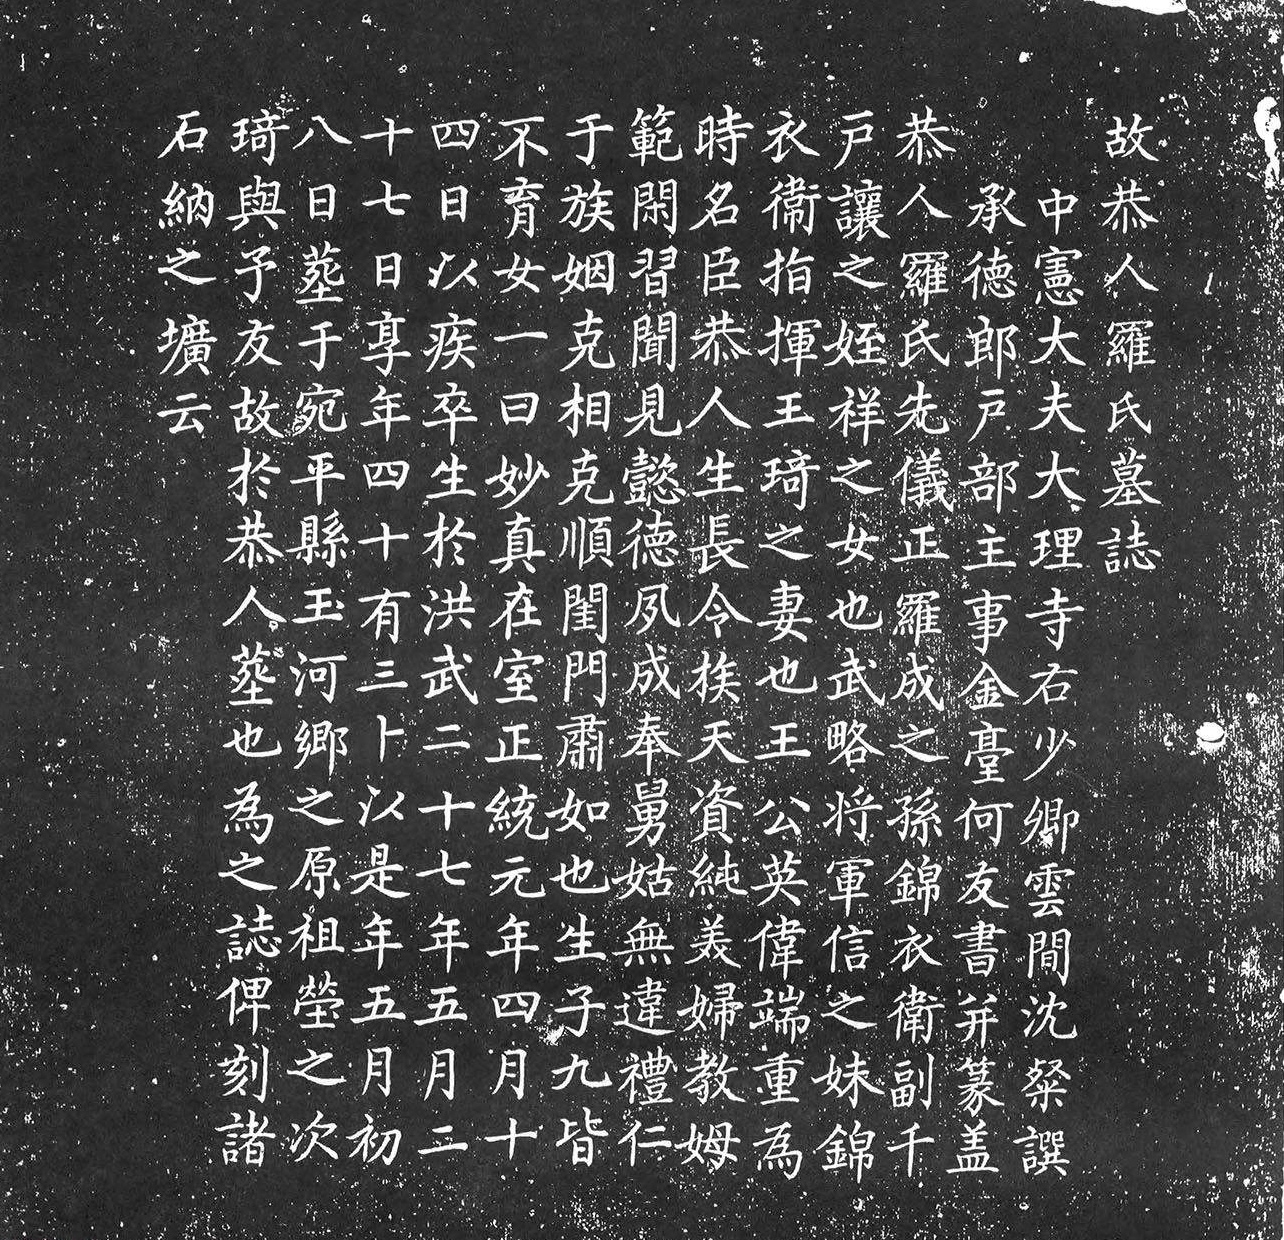 故恭人羅氏墓誌
中憲大夫大理寺右少卿雲間沈粲譔
承德郎戶部主事金臺何友書并篆盖
恭人羅氏先儀正羅成之孫錦衣衛副千
戶讓之姪祥之女也武略将軍信之妹錦
衣衛指揮王琦之妻也王公英偉端重為
時名臣恭人生長令族天資純美婦教姆
範閑習聞見懿德夙成奉舅姑無違禮仁
于族姻克相克順閨門肅如也生子九皆
不育女一曰妙真在室正統元年四月十
四日以疾卒生於洪武二十七年五月二
十七日享年四十有三卜以是年五月初
八日塟于宛平縣玉河鄉之原祖塋之次
琦與予友故於恭人塟也為之誌俾刻諸
石納之壙云